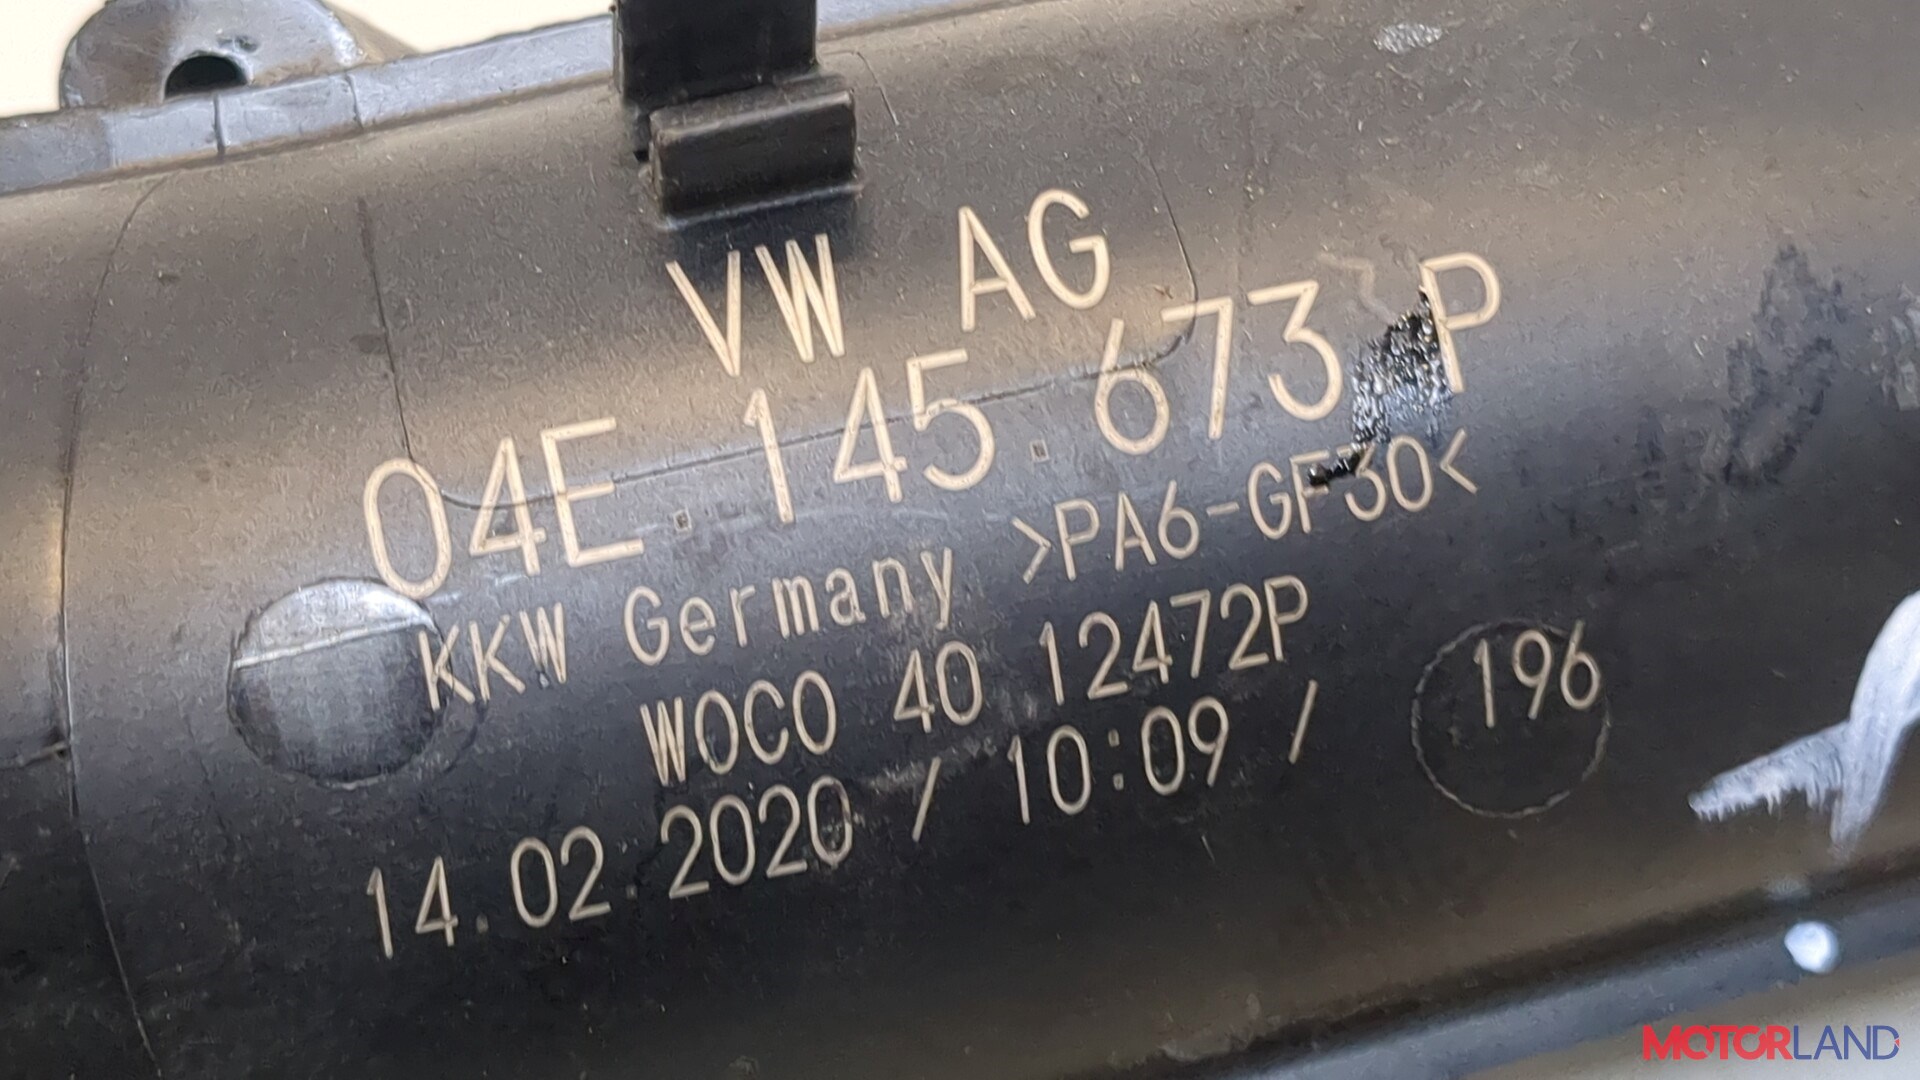 VW AG
04E.145.673 P
KKW Germany >PA6-GF30<
WOCO 40 12472P
14.02.2020 / 10:09 / 196
MOTORLAND